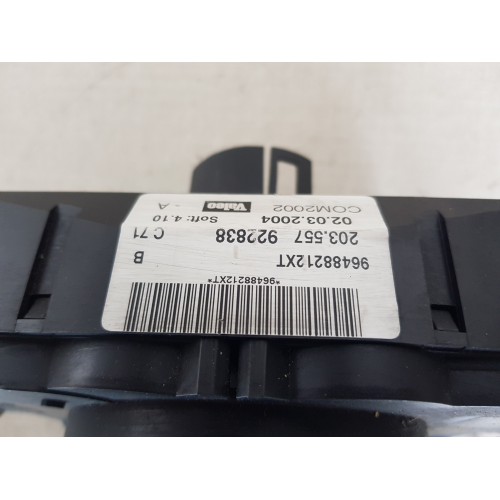 *96488212XT*
96488212XT B
203.557 922838 C 71
02.03.2004 Soft: 4.10
COM2002 Valeo - A